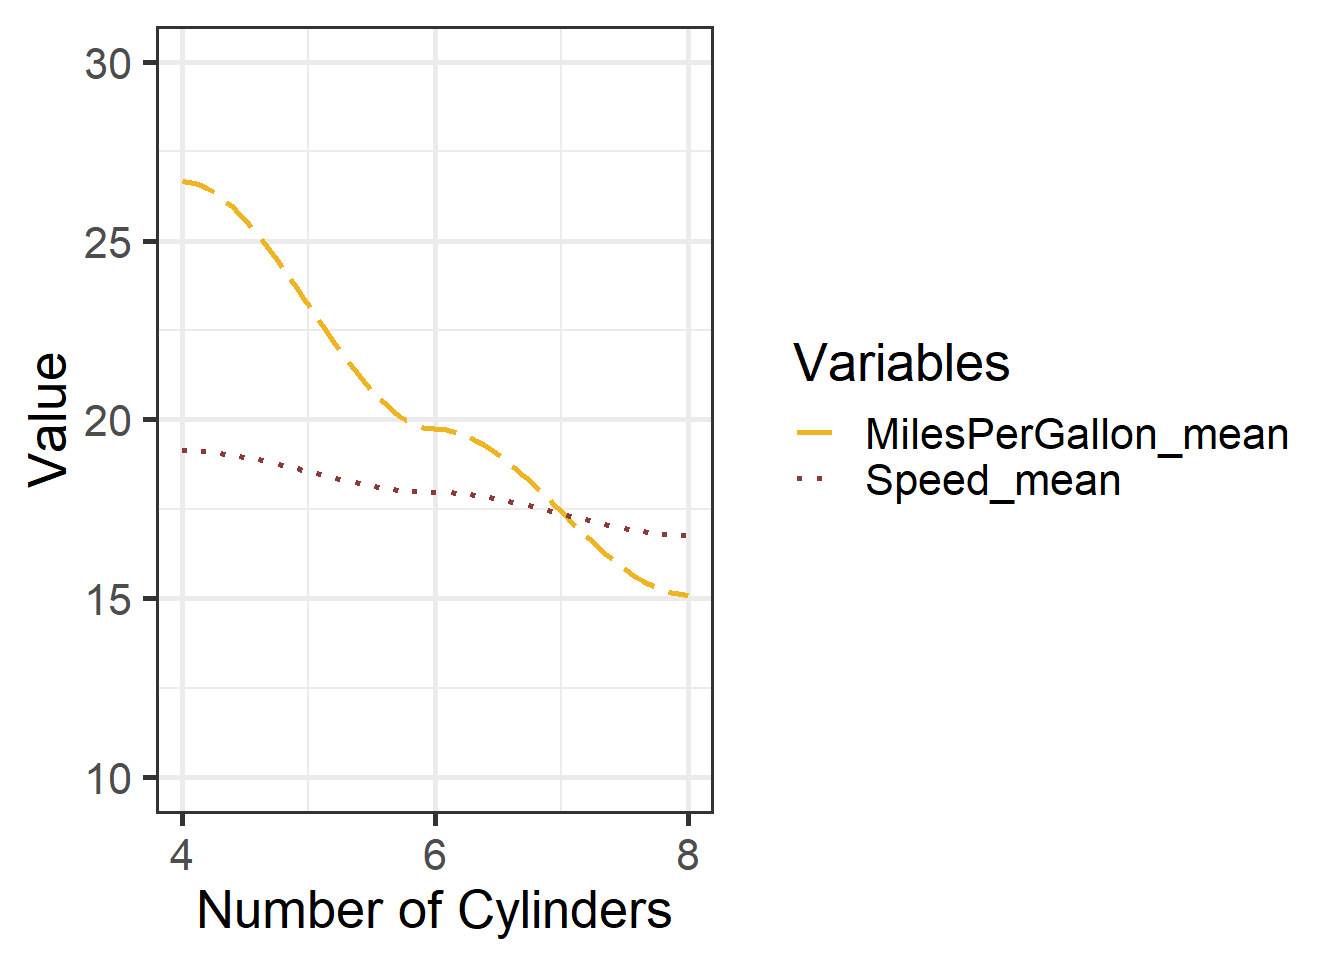 30
25
20
15
10
Value
4 6 8
Number of Cylinders
Variables
MilesPerGallon_mean
Speed_mean